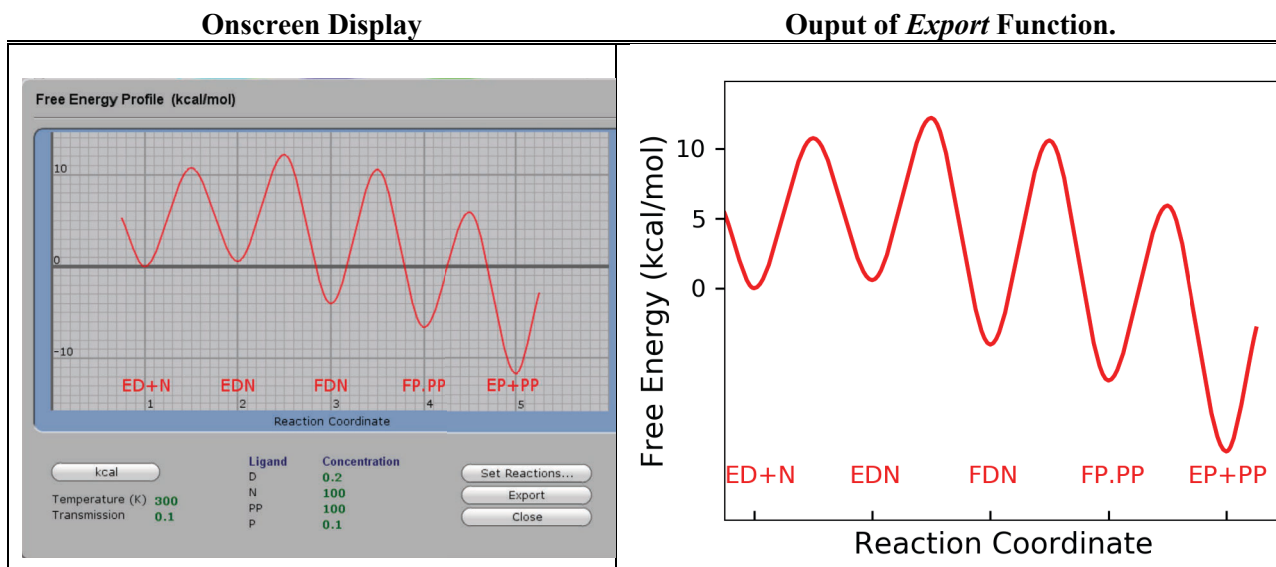 Onscreen Display
Ouput of Export Function.
Free Energy Profile (kcal/mol)
10
0
-10
ED+N EDN FDN FP.PP EP+PP
1 2 3 4 5
Reaction Coordinate
kcal
Temperature (K) 300
Transmission 0.1
Ligand Concentration
D 0.2
N 100
PP 100
P 0.1
Set Reactions...
Export
Close
Free Energy (kcal/mol)
10
5
0
ED+N EDN FDN FP.PP EP+PP
Reaction Coordinate